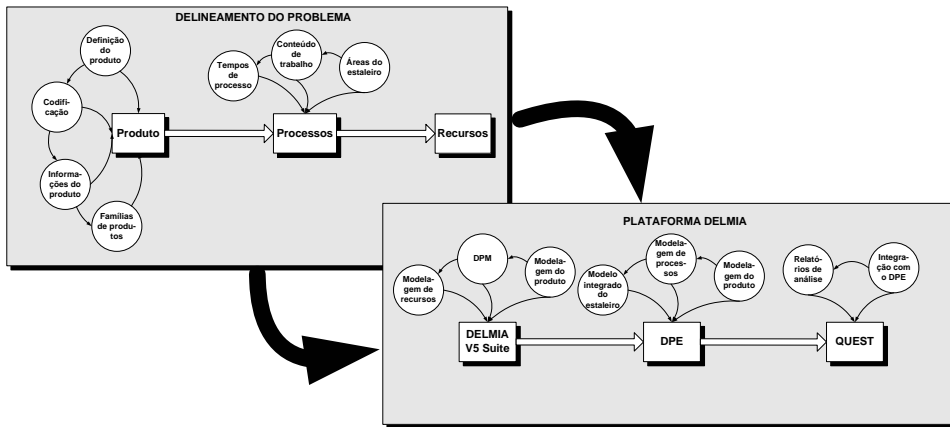 DELINEAMENTO DO PROBLEMA
Definição
do
produto
Codifi-
cação
Informa-
ções do
produto
Famílias
de produ-
tos
Produto
Tempos
de
processo
Conteúdo
de
trabalho
Áreas do
estaleiro
Processos
Recursos
PLATAFORMA DELMIA
Modela-
gem de
recursos
DPM
Modela-
gem do
produto
DELMIA
V5 Suite
Modelo
integrado
do
estaleiro
Modela-
gem de
proces-
sos
Modela-
gem do
produto
DPE
Relató-
rios de
análise
Integra-
ção com
o DPE
QUEST